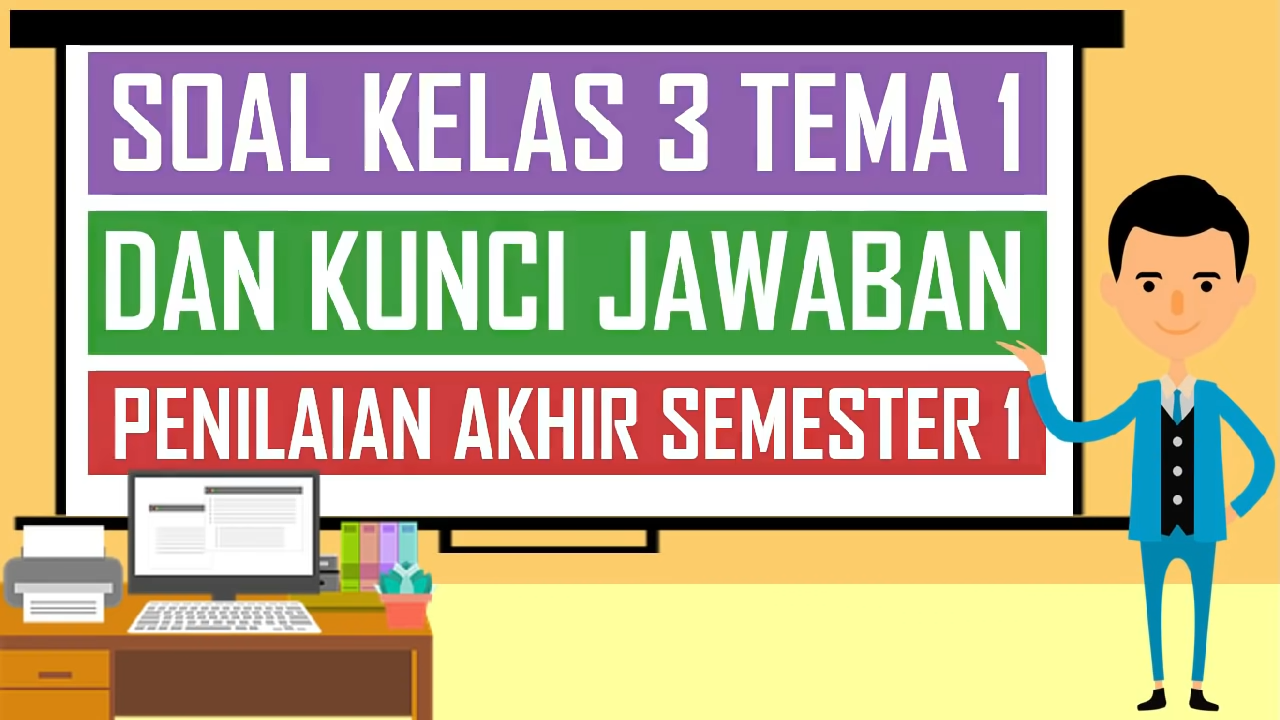 SOAL KELAS 3 TEMA 1
DAN KUNCI JAWABAN
PENILAIAN AKHIR SEMESTER 1